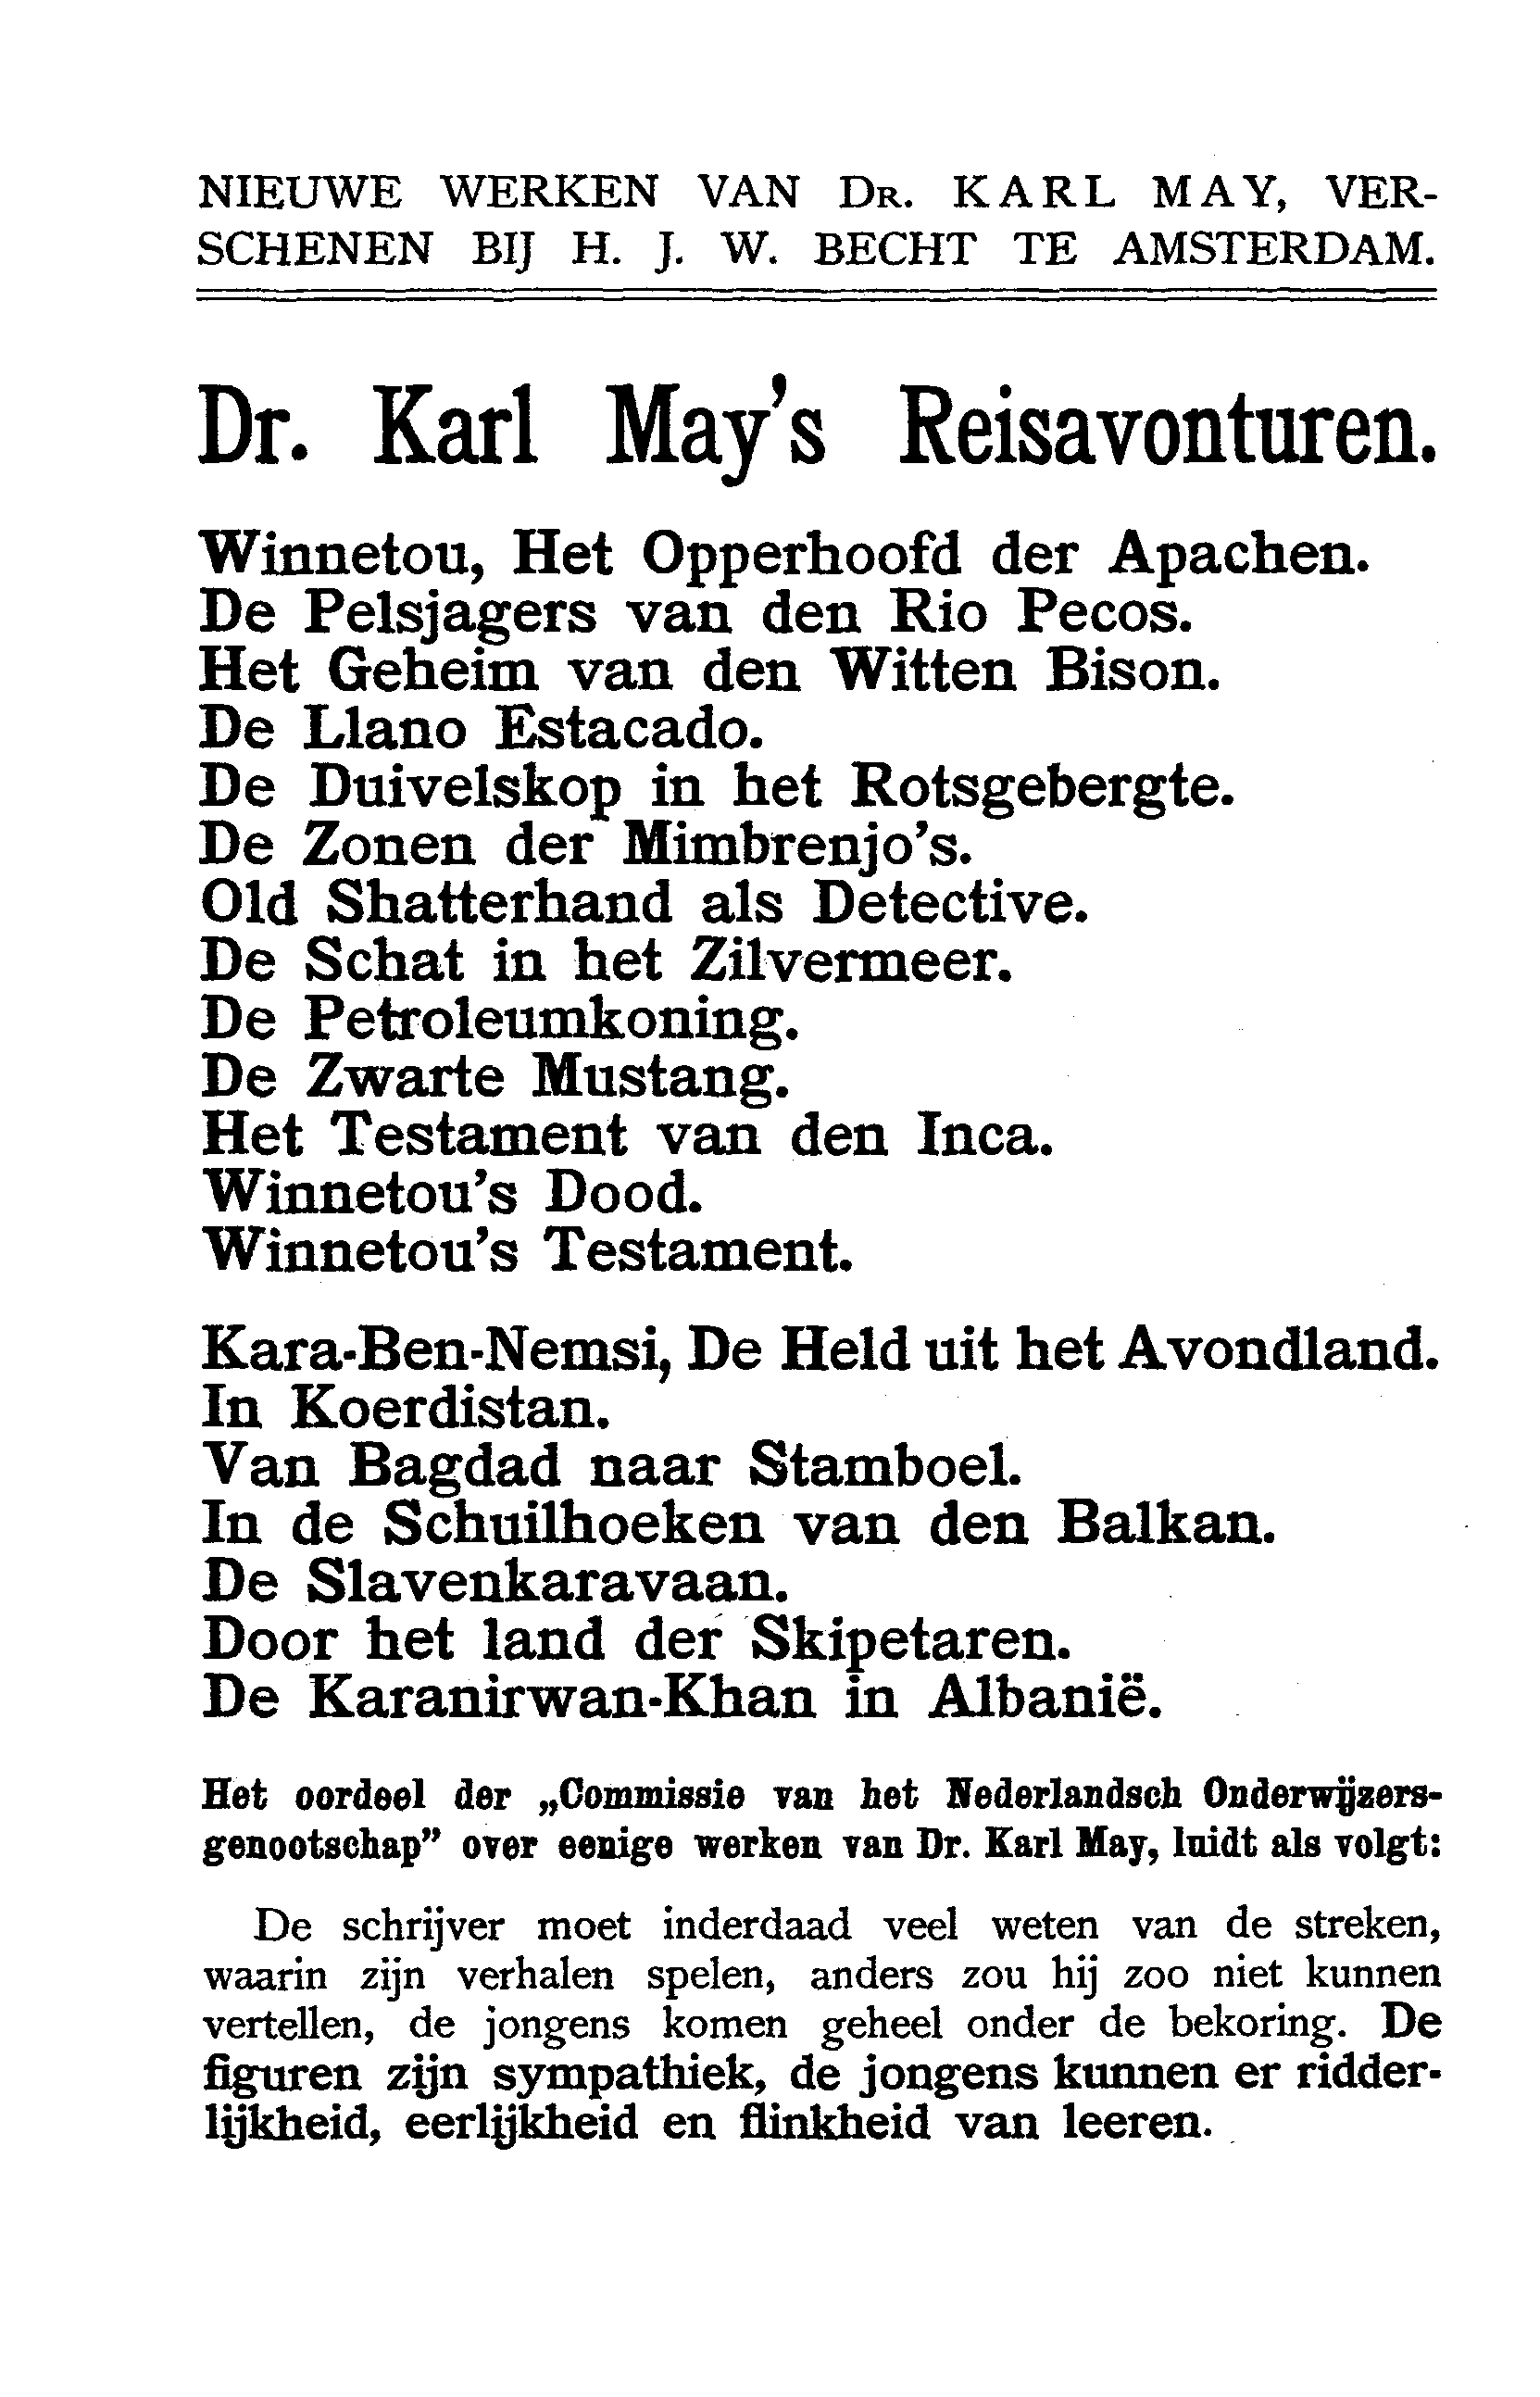 NIEUWE WERKEN VAN DR. KARL MAY, VER-
SCHENEN BIJ H. J. W. BECHT TE AMSTERDAM.
Dr. Karl May's Reisavonturen.
Winnetou, Het Opperhoofd der Apachen.
De Pelsjagers van den Rio Pecos.
Het Geheim van den Witten Bison.
De Llano Estacado.
De Duivelskop in het Rotsgebergte.
De Zonen der Mimbrenjo's.
Old Shatterhand als Detective.
De Schat in het Zilvermeer.
De Petroleumkoning.
De Zwarte Mustang.
Het Testament van den Inca.
Winnetou's Dood.
Winnetou's Testament.
Kara-Ben-Nemsi, De Held uit het Avondland.
In Koerdistan.
Van Bagdad naar Stamboel.
In de Schuilhoeken van den Balkan.
De Slavenkaravaan.
Door het land der Skipetaren.
De Karanirwan-Khan in Albanië.
Het oordeel der „Commissie van het Nederlandsch Onderwijzers-
genootschap” over eenige werken van Dr. Karl May, luidt als volgt:
De schrijver moet inderdaad veel weten van de streken,
waarin zijn verhalen spelen, anders zou hij zoo niet kunnen
vertellen, de jongens komen geheel onder de bekoring. De
figuren zijn sympathiek, de jongens kunnen er ridder-
lijkheid, eerlijkheid en flinkheid van leeren.